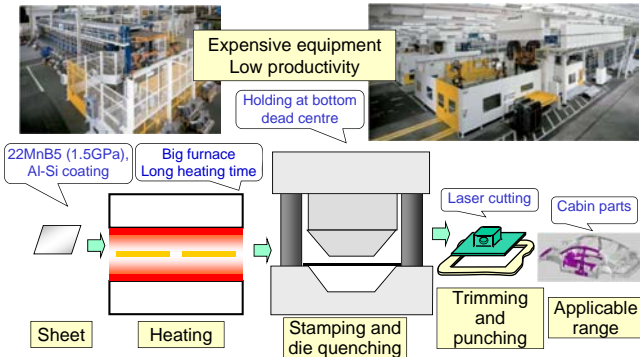 Expensive equipment
Low productivity
Holding at bottom
dead centre
22MnB5 (1.5GPa),
Al-Si coating
Big furnace
Long heating time
Laser cutting
Cabin parts
Sheet
Heating
Stamping and
die quenching
Trimming
and
punching
Applicable
range